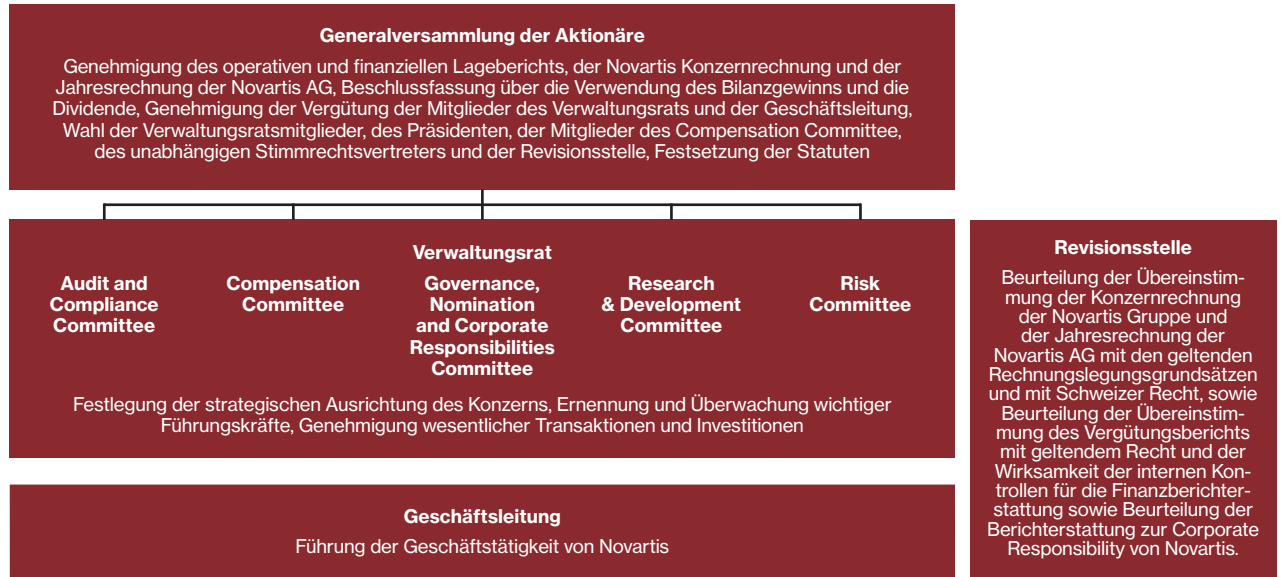 Generalversammlung der Aktionäre
Genehmigung des operativen und finanziellen Lageberichts, der Novartis Konzernrechnung und der
Jahresrechnung der Novartis AG, Beschlussfassung über die Verwendung des Bilanzgewinns und die
Dividende, Genehmigung der Vergütung der Mitglieder des Verwaltungsrats und der Geschäftsleitung,
Wahl der Verwaltungsratsmitglieder, des Präsidenten, der Mitglieder des Compensation Committee,
des unabhängigen Stimmrechtsvertreters und der Revisionsstelle, Festsetzung der Statuten
Verwaltungsrat
Audit and
Compliance
Committee
Compensation
Committee
Governance,
Nomination
and Corporate
Responsibilities
Committee
Research
& Development
Committee
Risk
Committee
Festlegung der strategischen Ausrichtung des Konzerns, Ernennung und Überwachung wichtiger
Führungskräfte, Genehmigung wesentlicher Transaktionen und Investitionen
Geschäftsleitung
Führung der Geschäftstätigkeit von Novartis
Revisionsstelle
Beurteilung der Übereinstim-
mung der Konzernrechnung
der Novartis Gruppe und
der Jahresrechnung der
Novartis AG mit den geltenden
Rechnungslegungsgrundsätzen
und mit Schweizer Recht, sowie
Beurteilung der Übereinstim-
mung des Vergütungsberichts
mit geltendem Recht und der
Wirksamkeit der internen Kon-
trollen für die Finanzberichter-
stattung sowie Beurteilung der
Berichterstattung zur Corporate
Responsibility von Novartis.